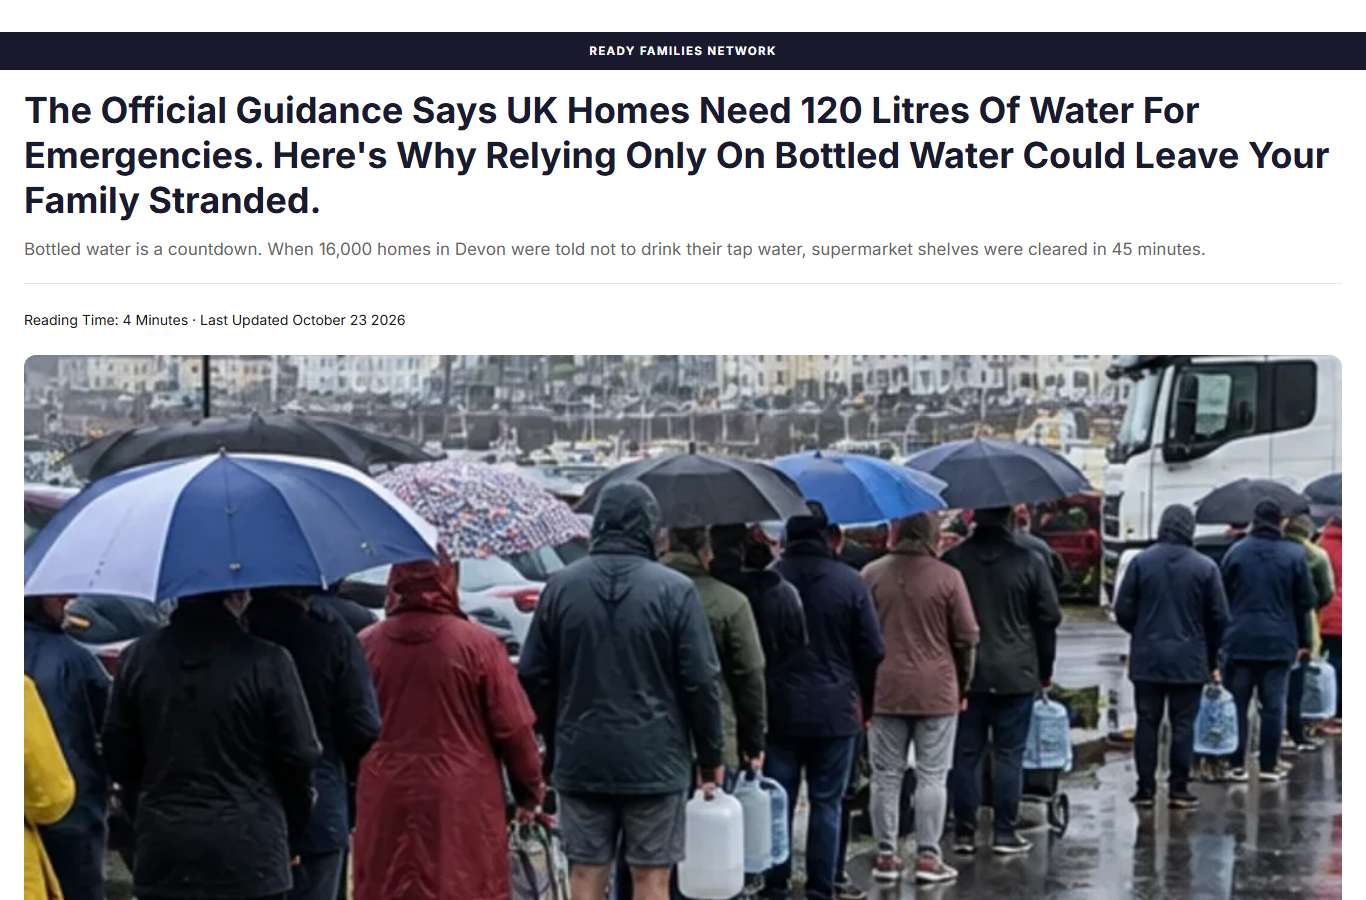 READY FAMILIES NETWORK
The Official Guidance Says UK Homes Need 120 Litres Of Water For
Emergencies. Here's Why Relying Only On Bottled Water Could Leave Your
Family Stranded.
Bottled water is a countdown. When 16,000 homes in Devon were told not to drink their tap water, supermarket shelves were cleared in 45 minutes.
Reading Time: 4 Minutes · Last Updated October 23 2026